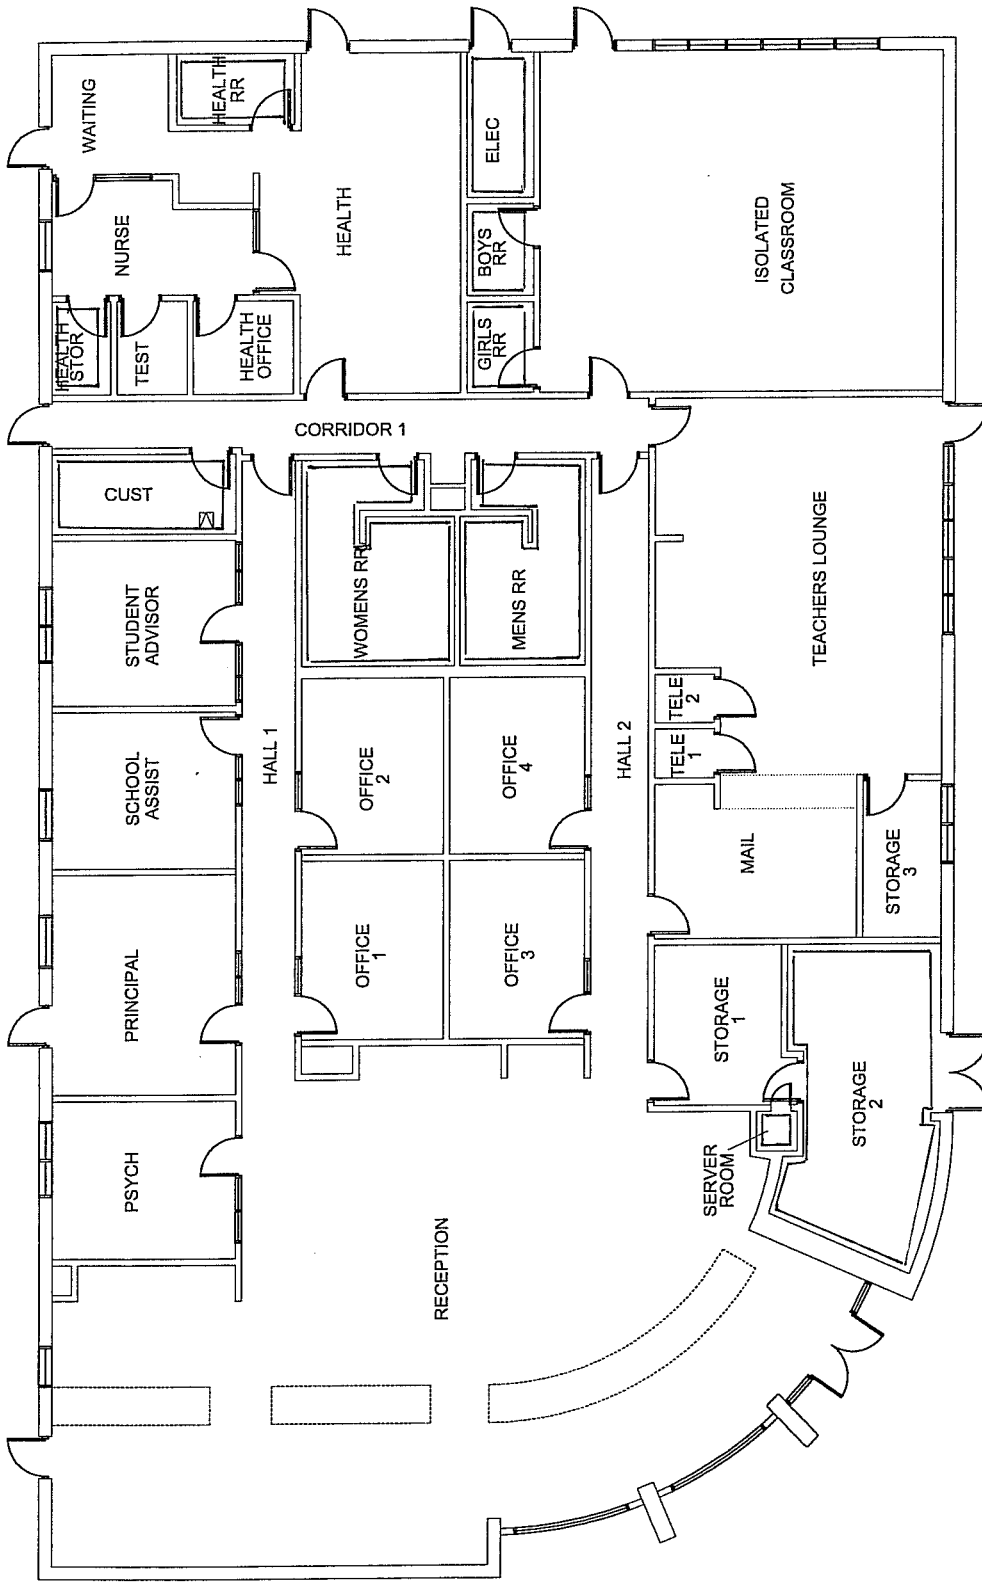 WAITING
HEALTH
RR
NURSE
HEALTH
STOR
TEST
HEALTH
OFFICE
HEALTH
ELEC
BOYS
RR
GIRLS
RR
ISOLATED
CLASSROOM
CORRIDOR 1
CUST
STUDENT
ADVISOR
SCHOOL
ASSIST
PRINCIPAL
PSYCH
HALL 1
WOMENS RR
MENS RR
OFFICE
2
OFFICE
4
OFFICE
1
OFFICE
3
HALL 2
TEACHERS LOUNGE
TELE
2
TELE
1
MAIL
STORAGE
3
STORAGE
1
STORAGE
2
SERVER
ROOM
RECEPTION